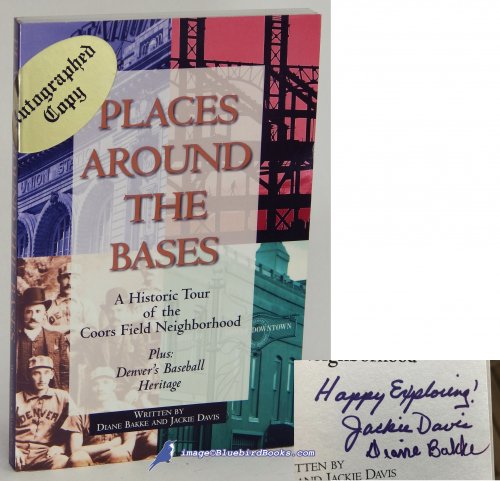 Autographed
Copy
UNION STATION
PLACES
AROUND
THE
BASES
A Historic Tour
of the
Coors Field Neighborhood
Plus:
Denver's Baseball
Heritage
DOWNTOWN
DENVER
WRITTEN BY
DIANE BAKKE AND JACKIE DAVIS
image©BluebirdBooks.com
Happy Exploring!
Jackie Davis
Diane Bakke
TTEN BY
AND JACKIE DAVIS